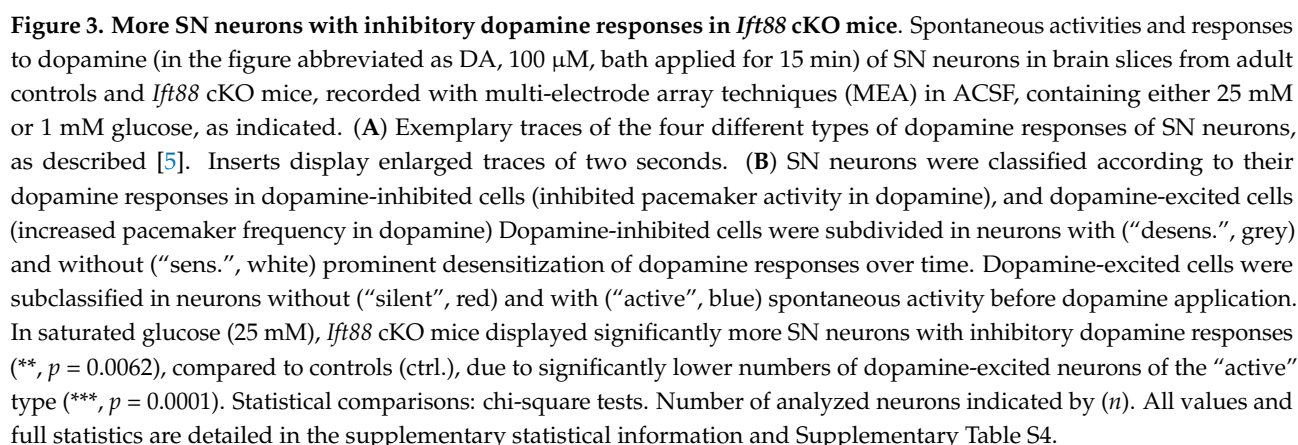 Figure 3. More SN neurons with inhibitory dopamine responses in Ift88 cKO mice. Spontaneous activities and responses
to dopamine (in the figure abbreviated as DA, 100 μM, bath applied for 15 min) of SN neurons in brain slices from adult
controls and Ift88 cKO mice, recorded with multi-electrode array techniques (MEA) in ACSF, containing either 25 mM
or 1 mM glucose, as indicated. (A) Exemplary traces of the four different types of dopamine responses of SN neurons,
as described [5]. Inserts display enlarged traces of two seconds. (B) SN neurons were classified according to their
dopamine responses in dopamine-inhibited cells (inhibited pacemaker activity in dopamine), and dopamine-excited cells
(increased pacemaker frequency in dopamine) Dopamine-inhibited cells were subdivided in neurons with (“desens.”, grey)
and without (“sens.”, white) prominent desensitization of dopamine responses over time. Dopamine-excited cells were
subclassified in neurons without (“silent”, red) and with (“active”, blue) spontaneous activity before dopamine application.
In saturated glucose (25 mM), Ift88 cKO mice displayed significantly more SN neurons with inhibitory dopamine responses
(**, p = 0.0062), compared to controls (ctrl.), due to significantly lower numbers of dopamine-excited neurons of the “active”
type (***, p = 0.0001). Statistical comparisons: chi-square tests. Number of analyzed neurons indicated by (n). All values and
full statistics are detailed in the supplementary statistical information and Supplementary Table S4.